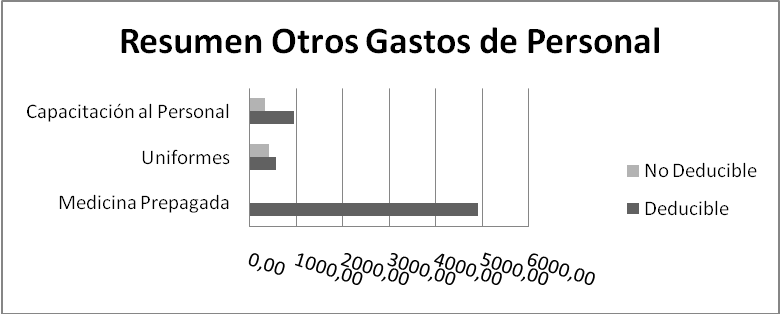 Resumen Otros Gastos de Personal
Capacitación al Personal
Uniformes
Medicina Prepagada
No Deducible
Deducible
0,00
1000,00
2000,00
3000,00
4000,00
5000,00
6000,00